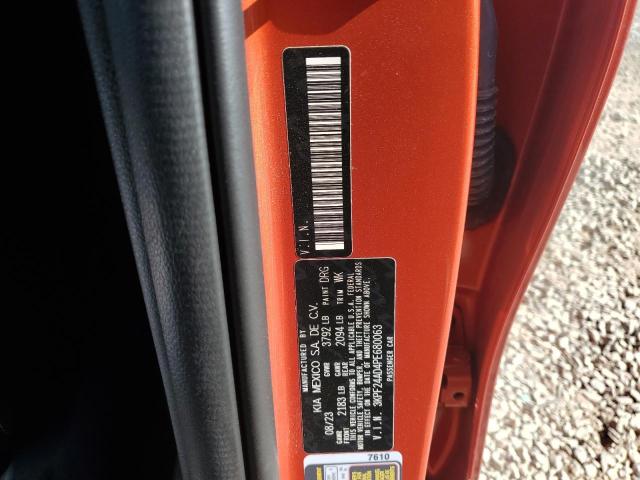 V.I.N.
MANUFACTURED BY
KIA MEXICO S.A. DE C.V.
08/23 GVWR 3792 LB PAINT DRG
GAWR FRONT 2183 LB GAWR REAR 2094 LB TRIM WK
THIS VEHICLE CONFORMS TO ALL APPLICABLE U.S.A. FEDERAL
MOTOR VEHICLE SAFETY, BUMPER, AND THEFT PREVENTION STANDARDS
IN EFFECT ON THE DATE OF MANUFACTURE SHOWN ABOVE.
V.I.N. 3KPF24AD4PE680063
PASSENGER CAR
7610